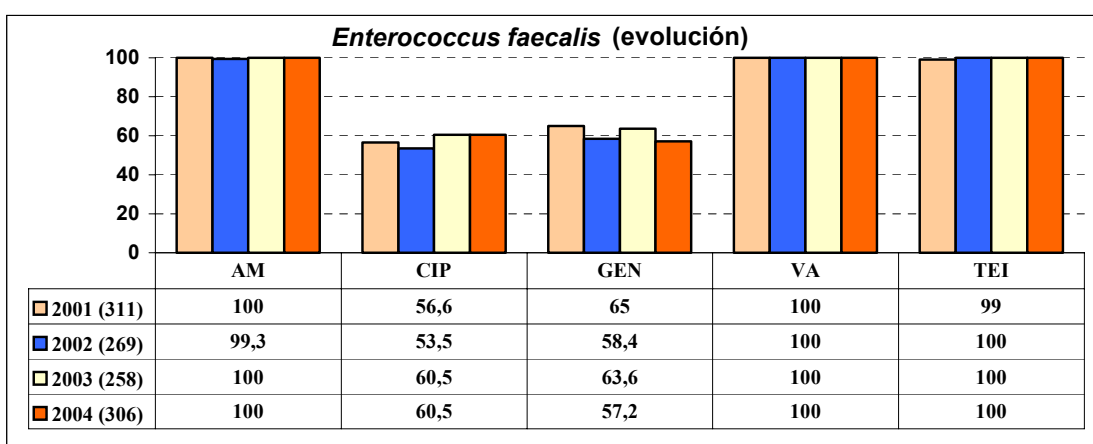 Enterococcus faecalis (evolución)
100
80
60
40
20
0
AM CIP GEN VA TEI
2001 (311) 100 56,6 65 100 99
2002 (269) 99,3 53,5 58,4 100 100
2003 (258) 100 60,5 63,6 100 100
2004 (306) 100 60,5 57,2 100 100